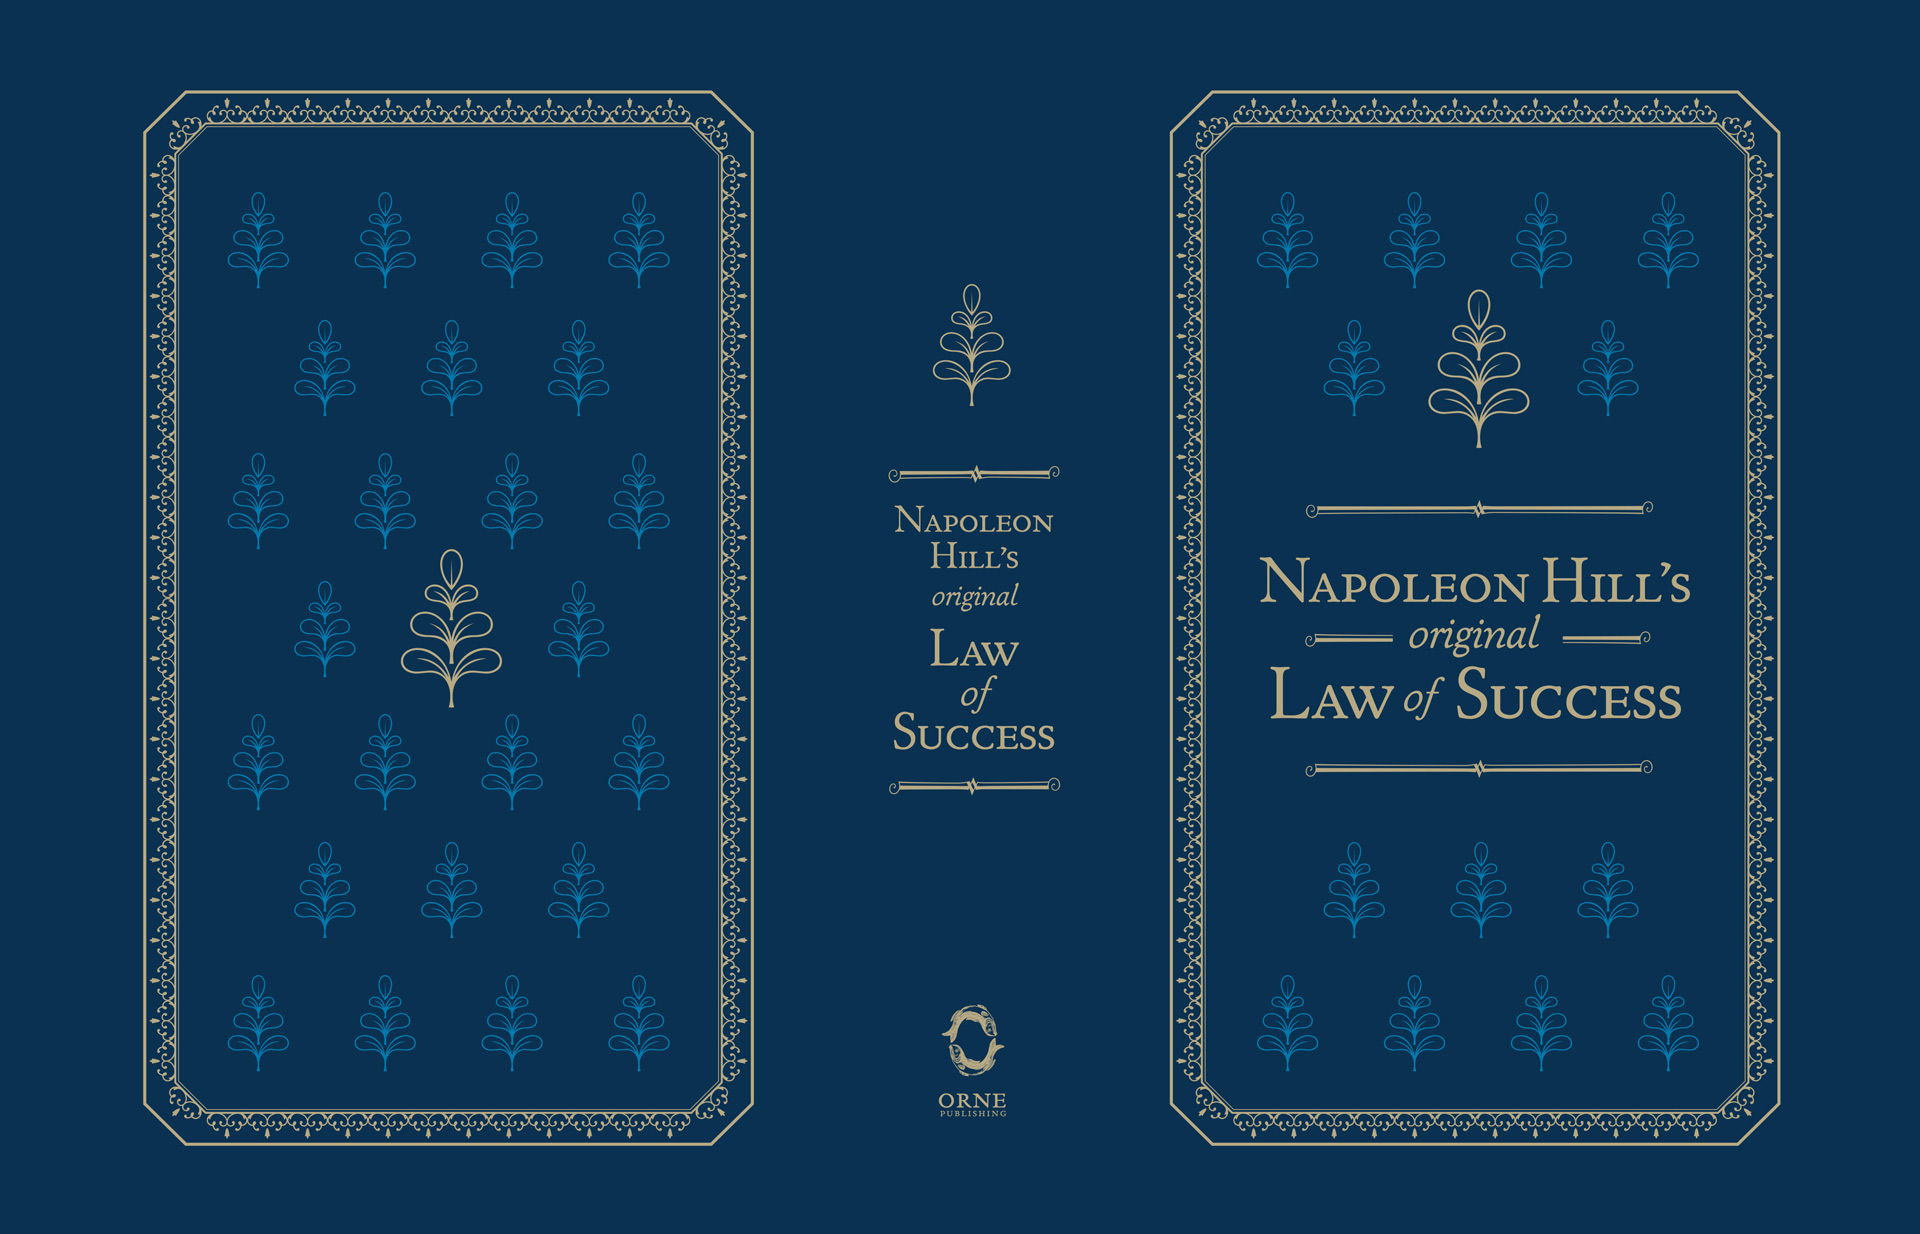 Napoleon
Hill's
original
Law
of
Success
ORNE
PUBLISHING
Napoleon Hill's
original
Law of Success